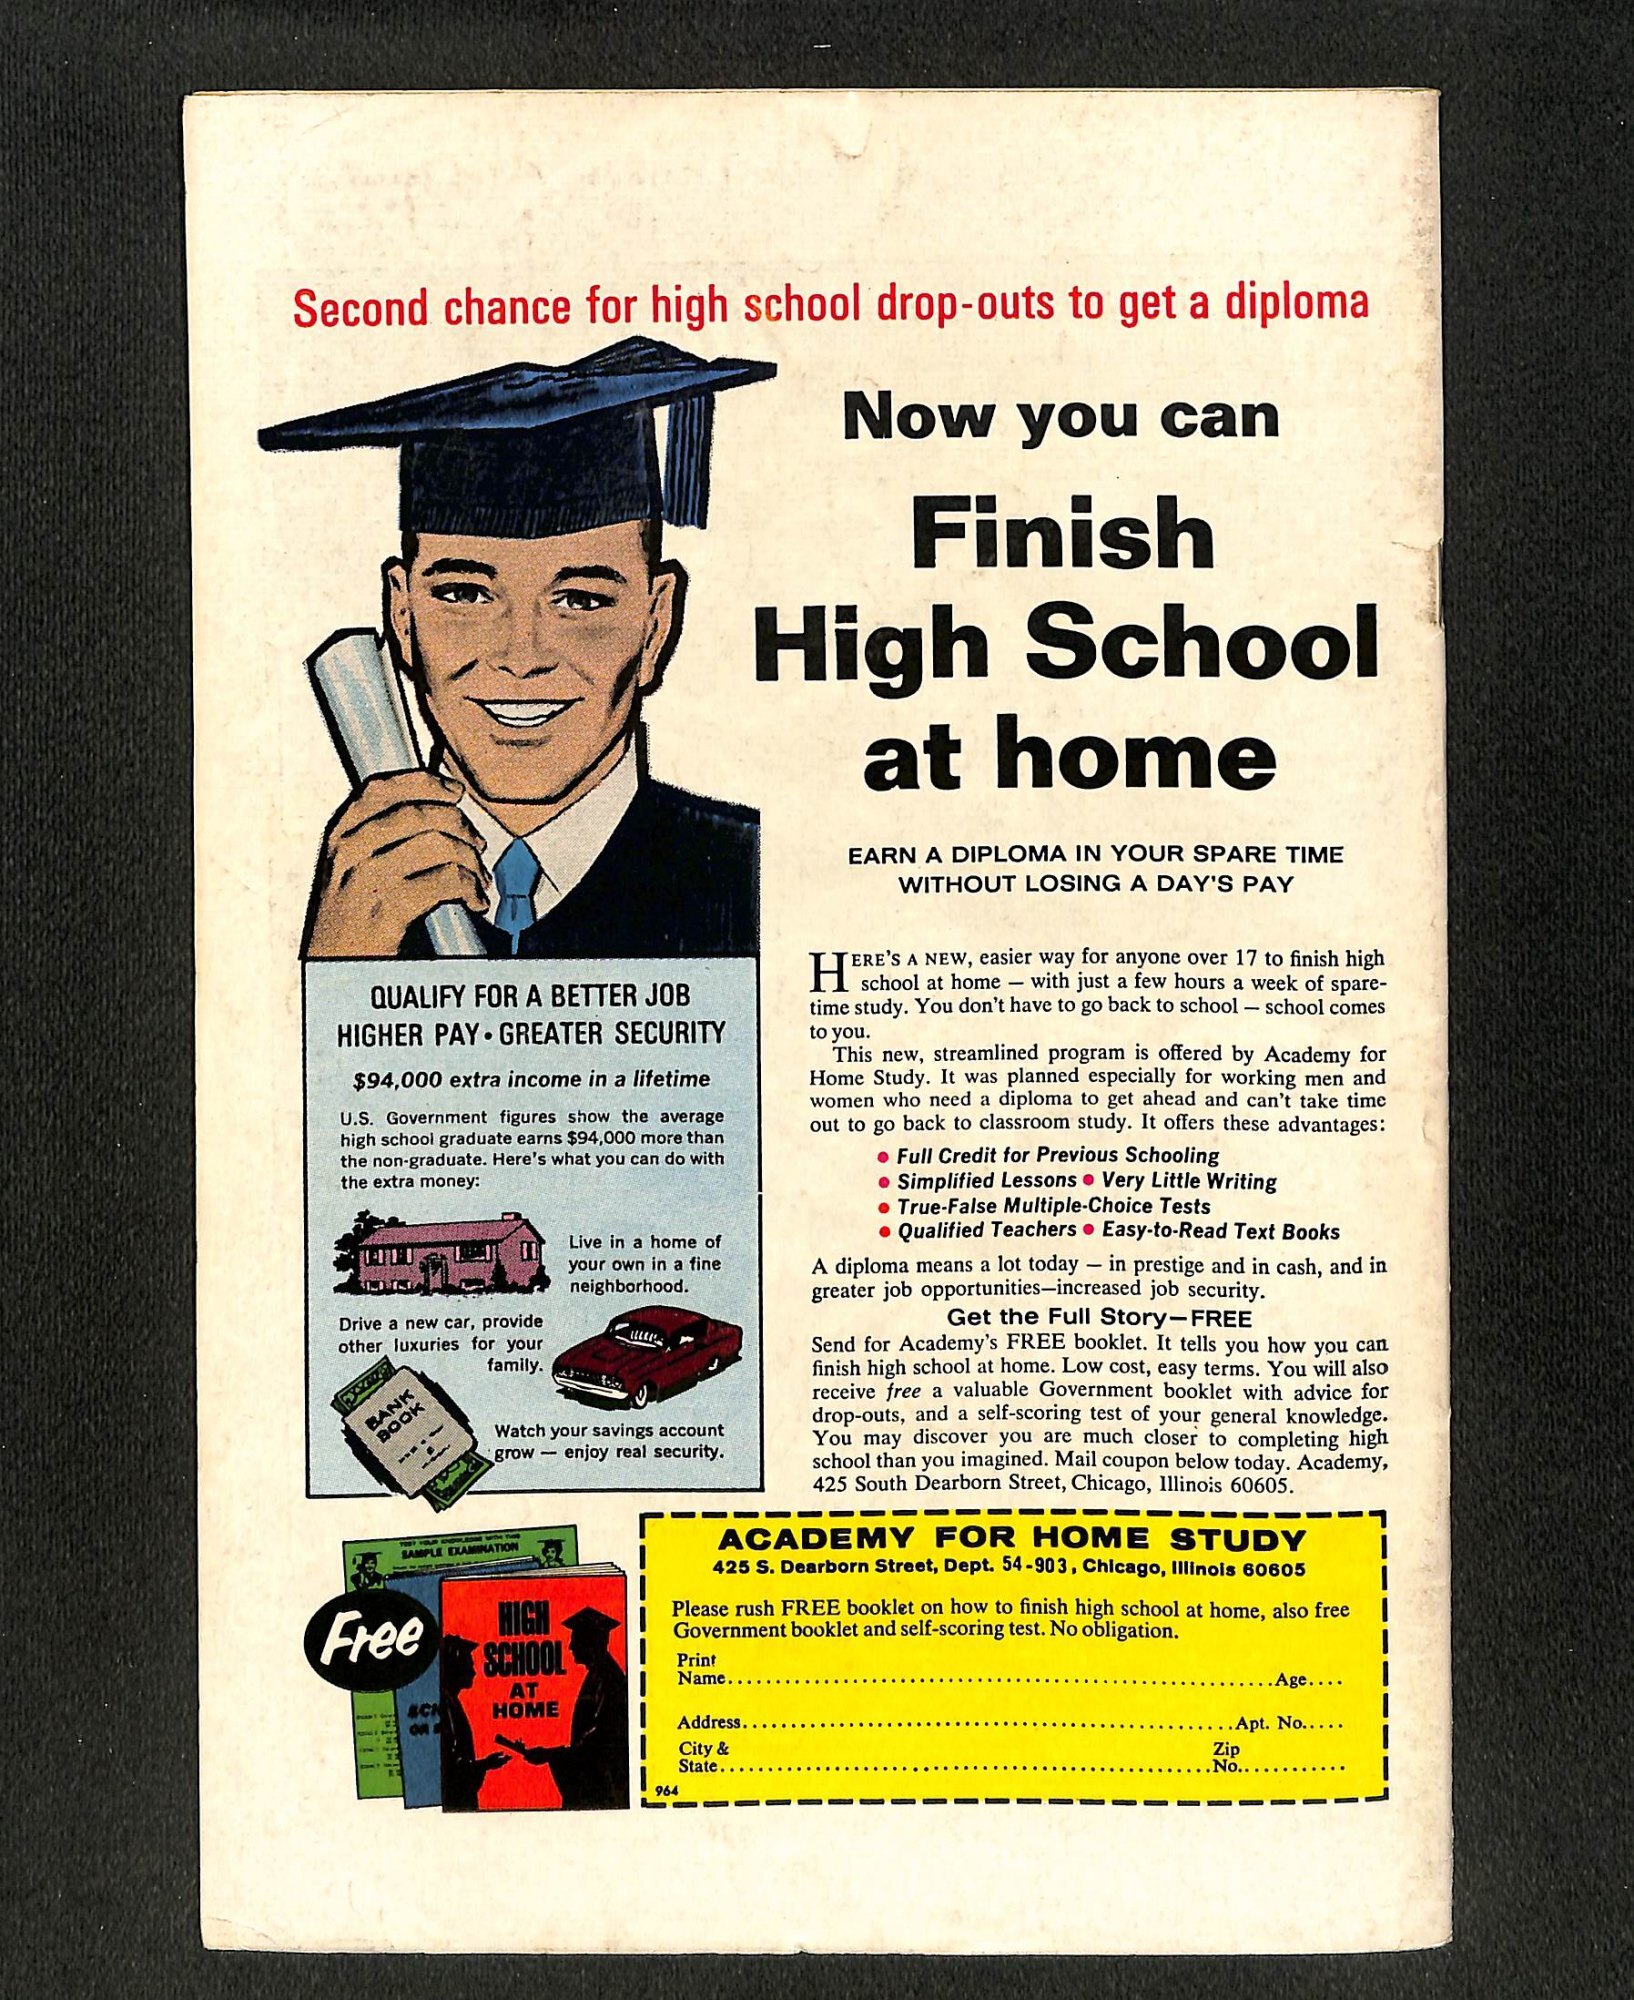 Second chance for high school drop-outs to get a diploma
Now you can
Finish
High School
at home
EARN A DIPLOMA IN YOUR SPARE TIME
WITHOUT LOSING A DAY'S PAY
HERE'S A NEW, easier way for anyone over 17 to finish high
school at home — with just a few hours a week of spare-
time study. You don't have to go back to school — school comes
to you.
This new, streamlined program is offered by Academy for
Home Study. It was planned especially for working men and
women who need a diploma to get ahead and can't take time
out to go back to classroom study. It offers these advantages:
• Full Credit for Previous Schooling
• Simplified Lessons • Very Little Writing
• True-False Multiple-Choice Tests
• Qualified Teachers • Easy-to-Read Text Books
A diploma means a lot today — in prestige and in cash, and in
greater job opportunities—increased job security.
Get the Full Story—FREE
Send for Academy's FREE booklet. It tells you how you can
finish high school at home. Low cost, easy terms. You will also
receive free a valuable Government booklet with advice for
drop-outs, and a self-scoring test of your general knowledge.
You may discover you are much closer to completing high
school than you imagined. Mail coupon below today. Academy,
425 South Dearborn Street, Chicago, Illinois 60605.
QUALIFY FOR A BETTER JOB
HIGHER PAY • GREATER SECURITY
$94,000 extra income in a lifetime
U.S. Government figures show the average
high school graduate earns $94,000 more than
the non-graduate. Here's what you can do with
the extra money:
Live in a home of
your own in a fine
neighborhood.
Drive a new car, provide
other luxuries for your
family.
BANK
BOOK
Watch your savings account
grow — enjoy real security.
TEST YOUR KNOWLEDGE WITH THIS
SAMPLE EXAMINATION
Free
HIGH
SCHOOL
AT
HOME
ACADEMY FOR HOME STUDY
425 S. Dearborn Street, Dept. 54-903, Chicago, Illinois 60605
Please rush FREE booklet on how to finish high school at home, also free
Government booklet and self-scoring test. No obligation.
Print
Name Age
Address Apt. No.
City & Zip
State No.
964